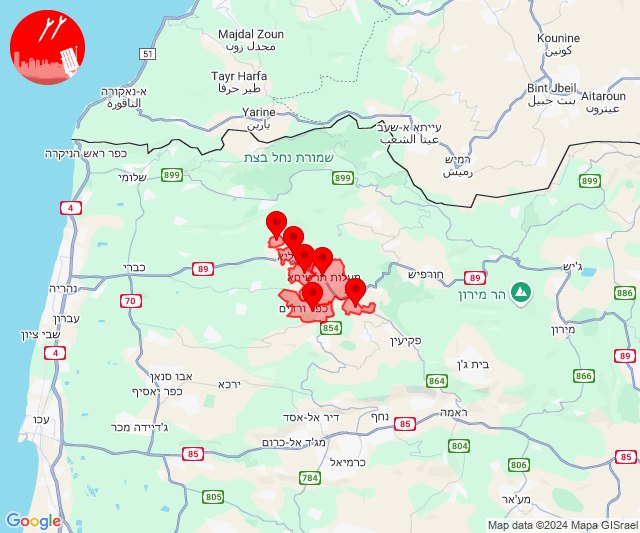 Majdal Zoun
مجدل زون
Kounine
كونين
51
Tayr Harfa
طير حرفا
Bint Jbeil
بنت جبيل
Aitaroun
عيترون
א-נאקורה
الناقورة
Yarine
يارين
עייתא א-שעב
عيتا الشعب
רמיש
رميش
כפר ראש הניקרה
שמורת נחל בצת
שלומי
899
899
899
4
כברי
89
מעלות תרשיחא
חורפיש
ג'יש
נהריה
הר מירון
886
70
כפר ורדים
עברון
שבי ציון
854
מירון
4
פקיעין
89
בית ג'ן
אבו סנאן
ירכא
864
866
כפר יאסיף
עכו
ג'דיידה מכר
דיר אל-אסד
נחף
ראמה
85
85
מג'ד אל-כרום
804
85
כרמיאל
806
784
805
מע'אר
Google
Map data ©2024 Mapa GISrael